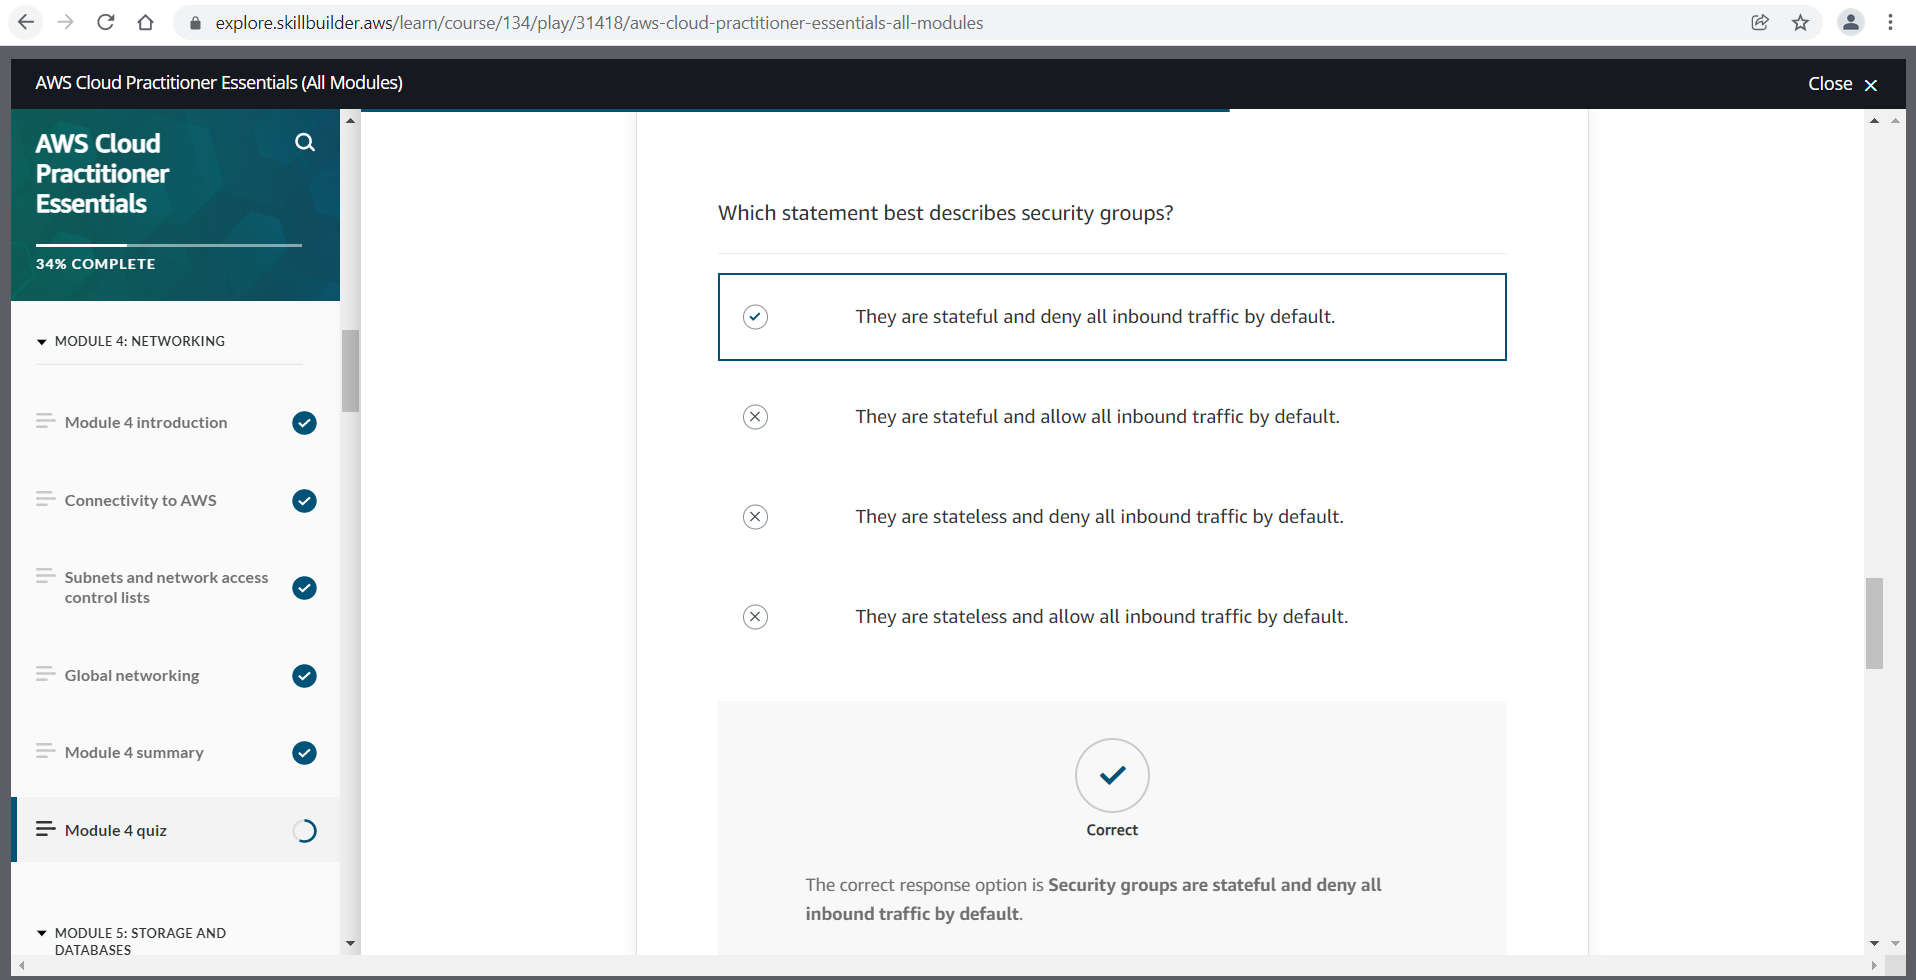 explore.skillbuilder.aws/learn/course/134/play/31418/aws-cloud-practitioner-essentials-all-modules
AWS Cloud Practitioner Essentials (All Modules)
Close
AWS Cloud
Practitioner
Essentials
34% COMPLETE
MODULE 4: NETWORKING
Module 4 introduction
Connectivity to AWS
Subnets and network access
control lists
Global networking
Module 4 summary
Module 4 quiz
MODULE 5: STORAGE AND
DATABASES
Which statement best describes security groups?
They are stateful and deny all inbound traffic by default.
They are stateful and allow all inbound traffic by default.
They are stateless and deny all inbound traffic by default.
They are stateless and allow all inbound traffic by default.
Correct
The correct response option is Security groups are stateful and deny all
inbound traffic by default.